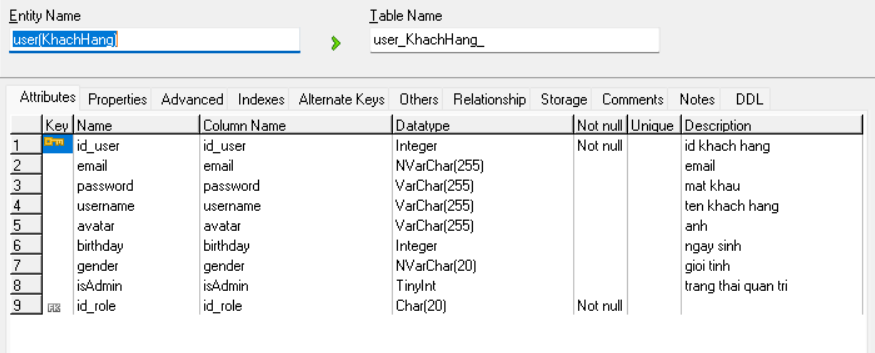 Entity Name Table Name
user(KhachHang) user_KhachHang_
Attributes Properties Advanced Indexes Alternate Keys Others Relationship Storage Comments Notes DDL
Key Name Column Name Datatype Not null Unique Description
1 id_user id_user Integer Not null id khach hang
2 email email NVarChar(255) email
3 password password VarChar(255) mat khau
4 username username VarChar(255) ten khach hang
5 avatar avatar VarChar(255) anh
6 birthday birthday Integer ngay sinh
7 gender gender NVarChar(20) gioi tinh
8 isAdmin isAdmin TinyInt trang thai quan tri
9 FK id_role id_role Char(20) Not null